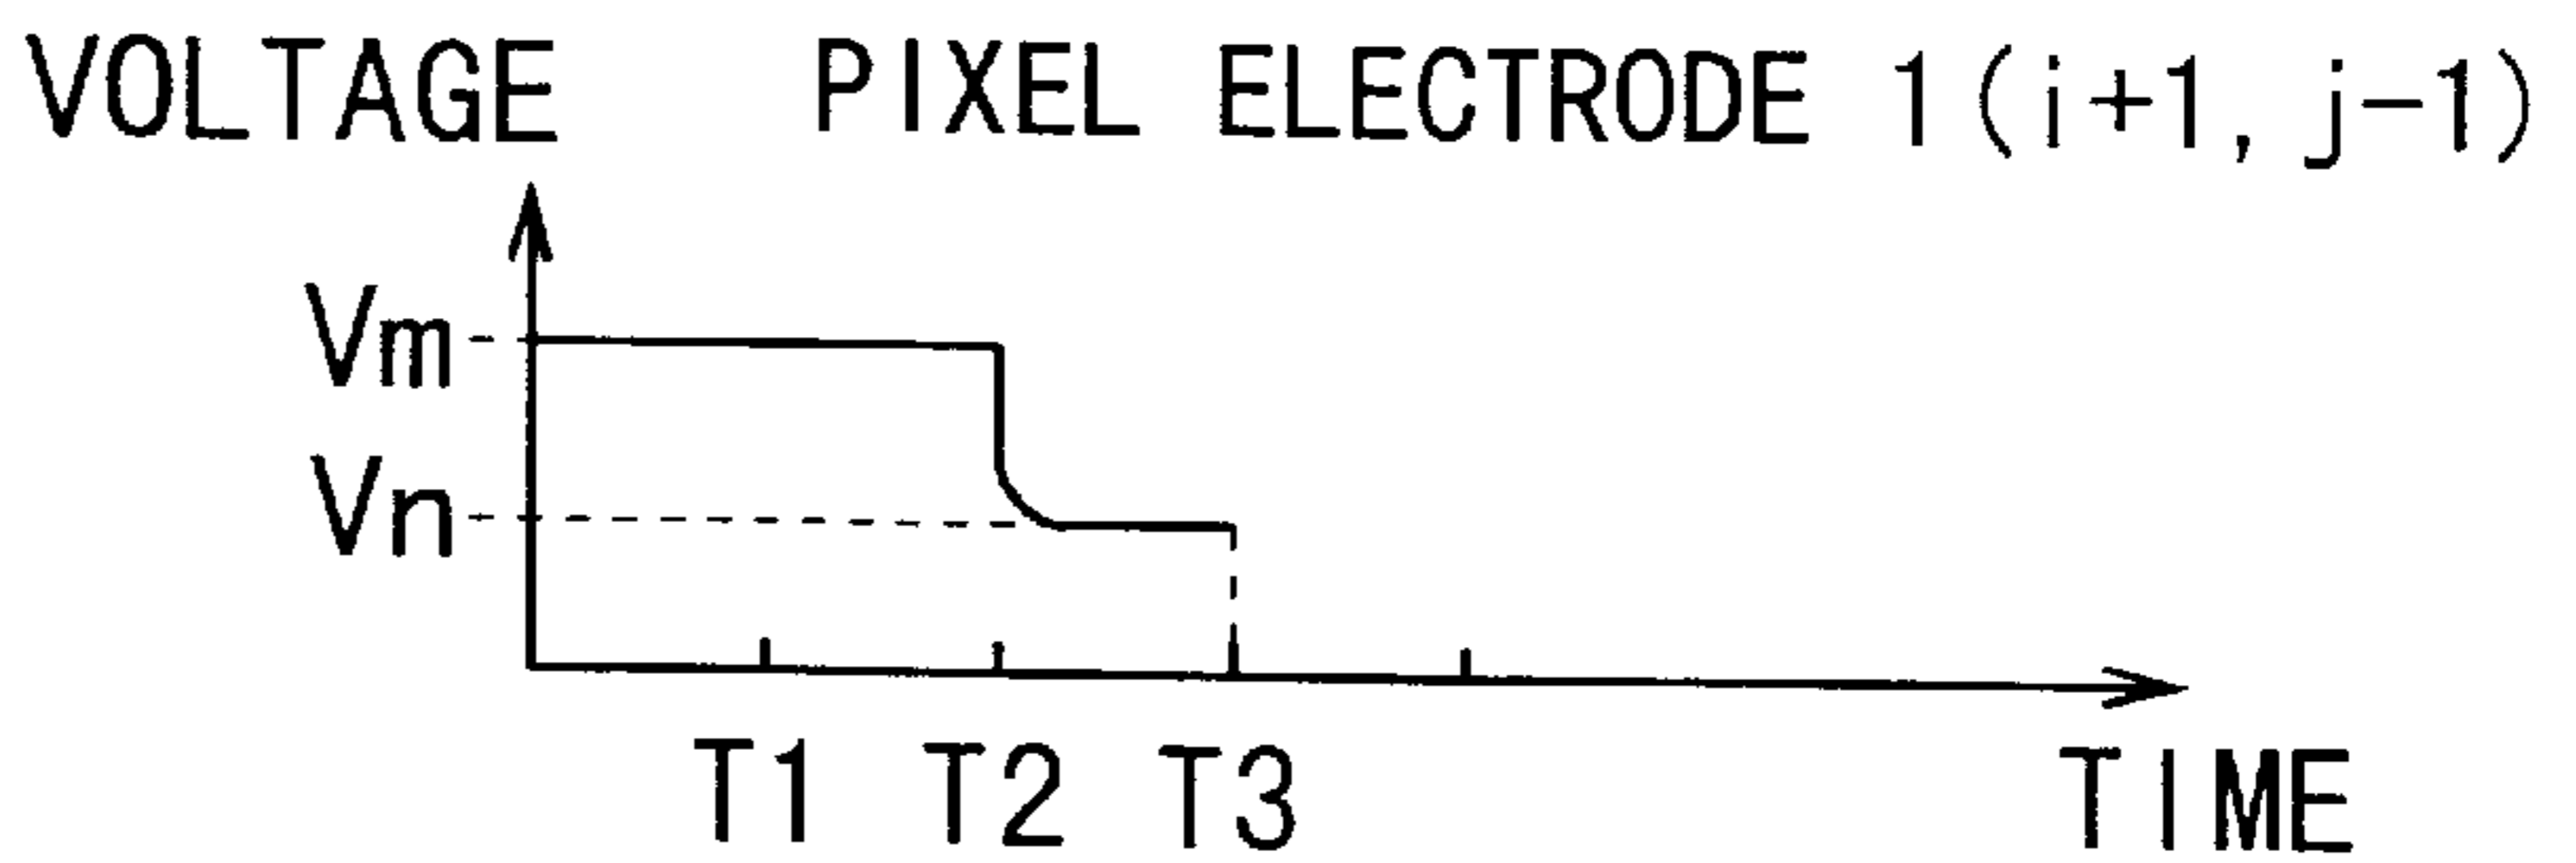 VOLTAGE PIXEL ELECTRODE 1(i+1, j-1)
Vm
Vn
T1 T2 T3 TIME